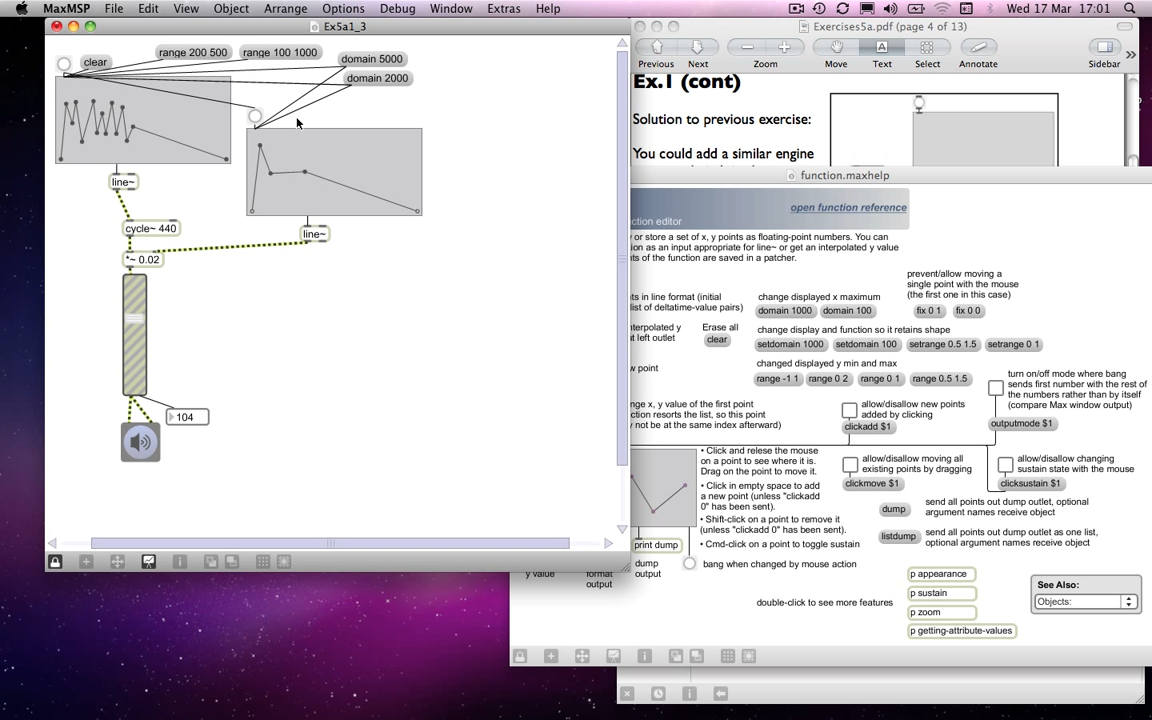 MaxMSP File Edit View Object Arrange Options Debug Window Extras Help
Wed 17 Mar 17:01
Ex5a1_3
clear
range 200 500
range 100 1000
domain 5000
domain 2000
line~
cycle~ 440
*~ 0.02
line~
104
Exercises5a.pdf (page 4 of 13)
Previous Next Zoom Move Text Select Annotate Sidebar
Ex.1 (cont)
Solution to previous exercise:
You could add a similar engine
function.maxhelp
ction editor
open function reference
y or store a set of x, y points as floating-point numbers. You can
ion as an input appropriate for line~ or get an interpolated y value
nts of the function are saved in a patcher.
nts in line format (initial
list of deltatime-value pairs)
nterpolated y
t left outlet
Erase all
clear
w point
nge x, y value of the first point
ction resorts the list, so this point
y not be at the same index afterward)
change displayed x maximum
domain 1000 domain 100
prevent/allow moving a
single point with the mouse
(the first one in this case)
fix 0 1 fix 0 0
change display and function so it retains shape
setdomain 1000 setdomain 100 setrange 0.5 1.5 setrange 0 1
changed displayed y min and max
range -1 1 range 0 2 range 0 1 range 0.5 1.5
turn on/off mode where bang
sends first number with the rest of
the numbers rather than by itself
(compare Max window output)
outputmode $1
allow/disallow new points
added by clicking
clickadd $1
• Click and relese the mouse
on a point to see where it is.
Drag on the point to move it.
• Click in empty space to add
a new point (unless "clickadd
0" has been sent).
• Shift-click on a point to remove it
(unless "clickadd 0" has been sent).
• Cmd-click on a point to toggle sustain
allow/disallow moving all
existing points by dragging
clickmove $1
allow/disallow changing
sustain state with the mouse
clicksustain $1
dump
send all points out dump outlet, optional
argument names receive object
listdump
send all points out dump outlet as one list,
optional argument names receive object
print dump
dump
output
bang when changed by mouse action
y value
format
output
double-click to see more features
p appearance
p sustain
p zoom
p getting-attribute-values
See Also:
Objects: